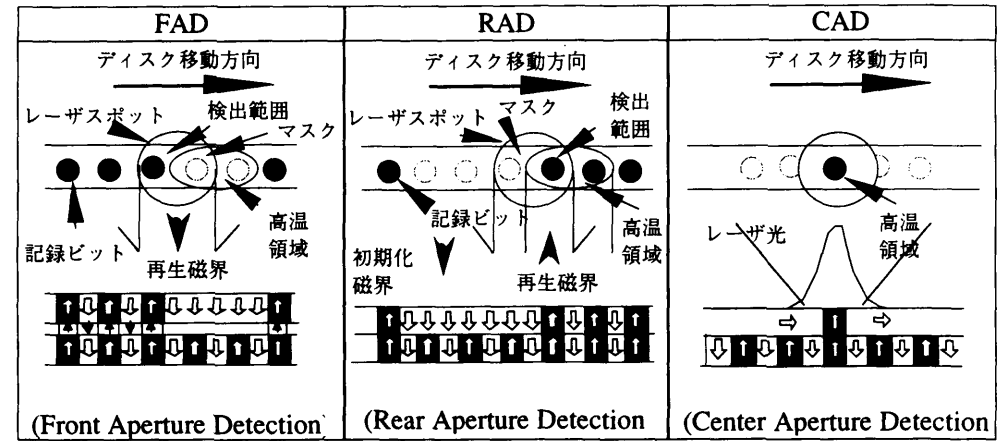 FAD
ディスク移動方向
検出範囲
レーザスポット
マスク
記録ビット
再生磁界
高温
領域
(Front Aperture Detection)
RAD
ディスク移動方向
マスク
検出
範囲
レーザスポット
記録ビット
初期化
磁界
再生磁界
高温
領域
(Rear Aperture Detection
CAD
ディスク移動方向
レーザ光
高温
領域
(Center Aperture Detection